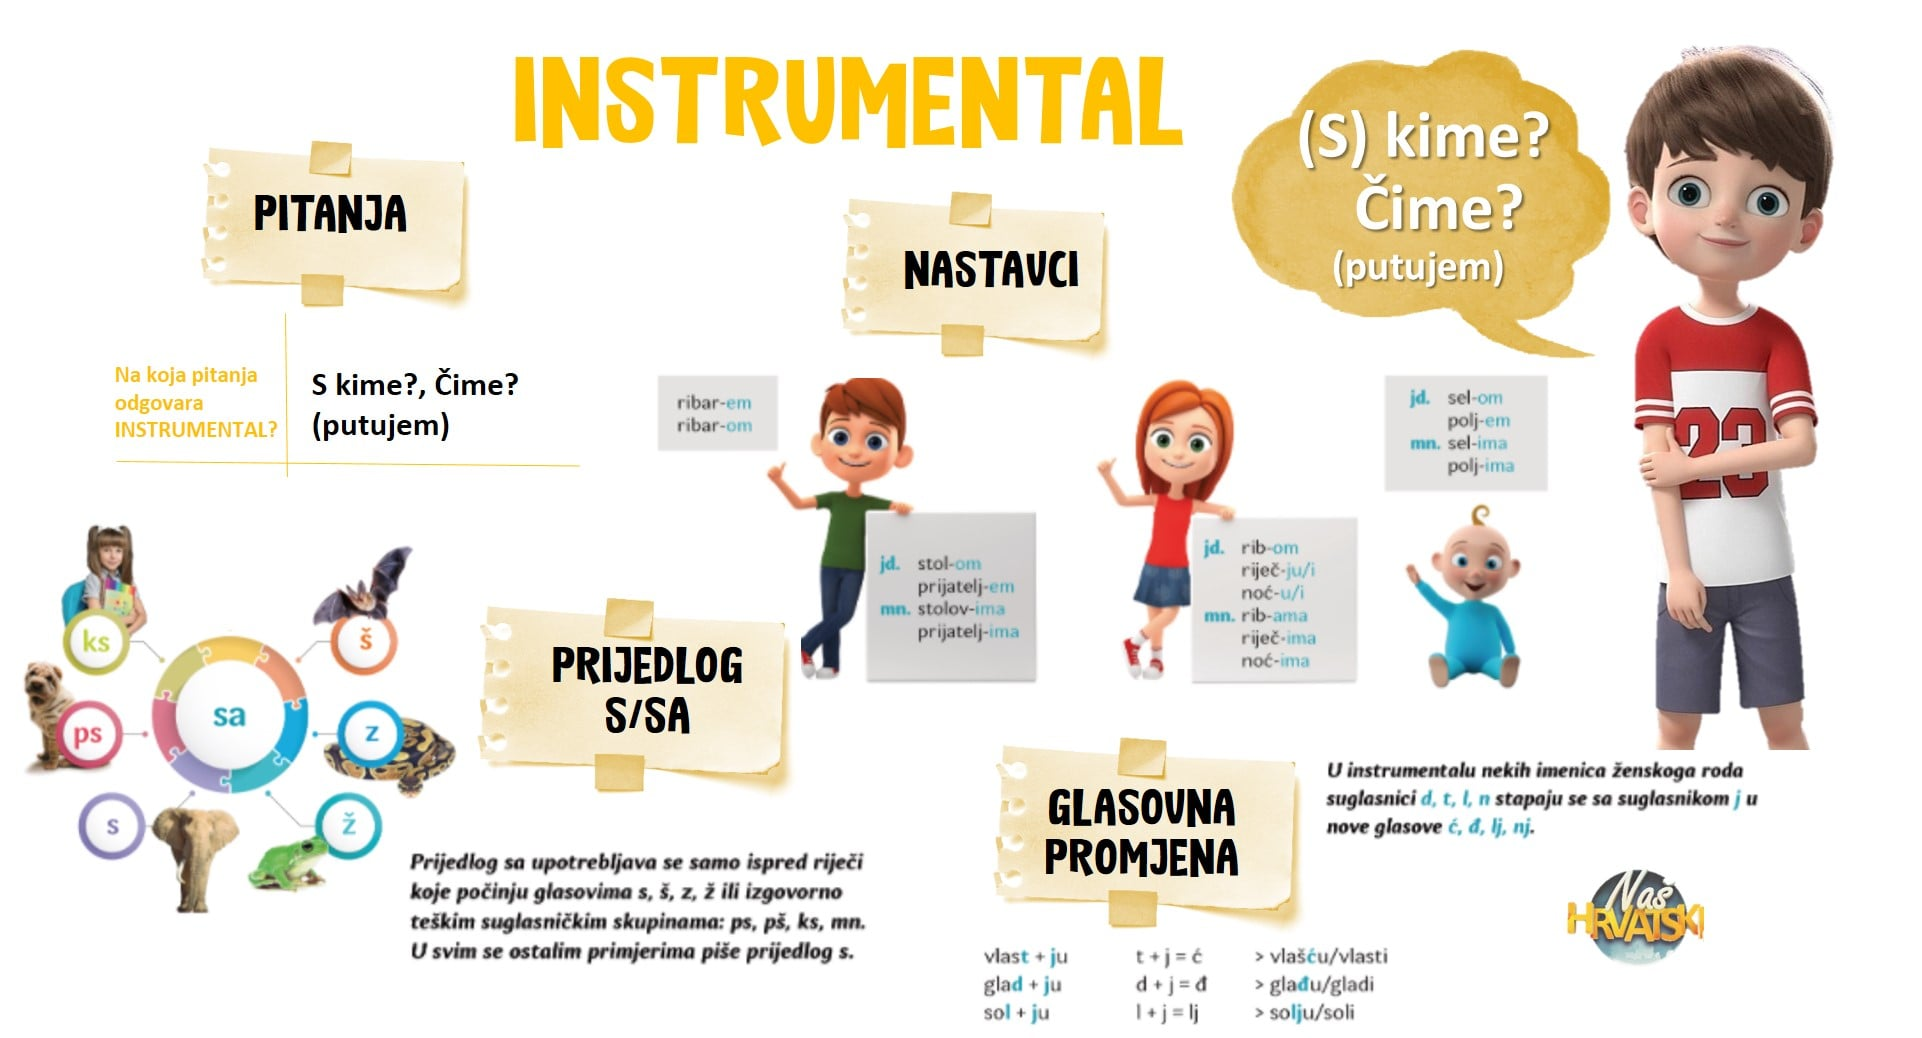 INSTRUMENTAL
(S) kime?
Čime?
(putujem)
PITANJA
Na koja pitanja
odgovara
INSTRUMENTAL?
S kime?, Čime?
(putujem)
NASTAVCI
ribar-em
ribar-om
jd. stol-om
prijatelj-em
mn. stolov-ima
prijatelj-ima
jd. rib-om
riječ-ju/i
noć-u/i
mn. rib-ama
riječ-ima
noć-ima
jd. sel-om
polj-em
mn. sel-ima
polj-ima
23
PRIJEDLOG
S/SA
sa
ks
š
ps
z
s
ž
Prijedlog sa upotrebljava se samo ispred riječi
koje počinju glasovima s, š, z, ž ili izgovorno
teškim suglasničkim skupinama: ps, pš, ks, mn.
U svim se ostalim primjerima piše prijedlog s.
GLASOVNA
PROMJENA
U instrumentalu nekih imenica ženskoga roda
suglasnici d, t, l, n stapaju se sa suglasnikom j u
nove glasove ć, đ, lj, nj.
vlast + ju t + j = ć > vlašću/vlasti
glad + ju d + j = đ > glađu/gladi
sol + ju l + j = lj > solju/soli
Naš
HRVATSKI